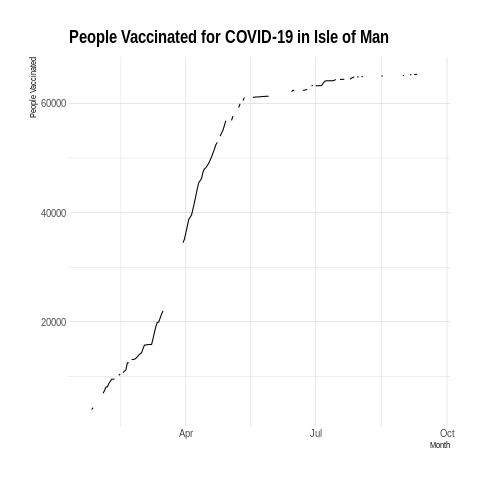 People Vaccinated for COVID-19 in Isle of Man
People Vaccinated
60000
40000
20000
Apr
Jul
Oct
Month